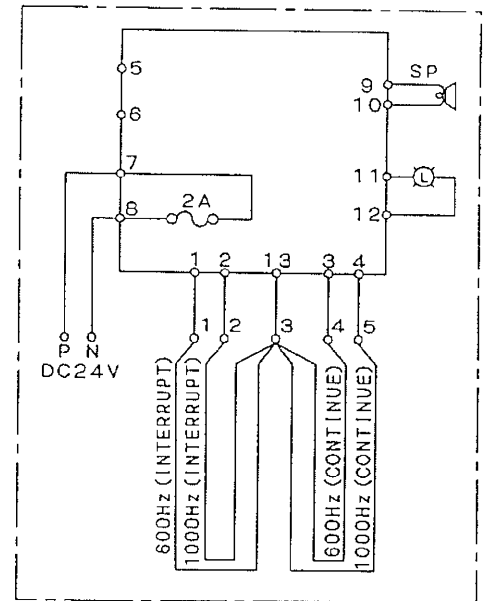 5
6
7
8
2A
9
10
SP
11
L
12
1
2
13
3
4
1
2
3
4
5
P N
DC24V
600Hz (INTERRUPT)
1000Hz (INTERRUPT)
600Hz (CONTINUE)
1000Hz (CONTINUE)